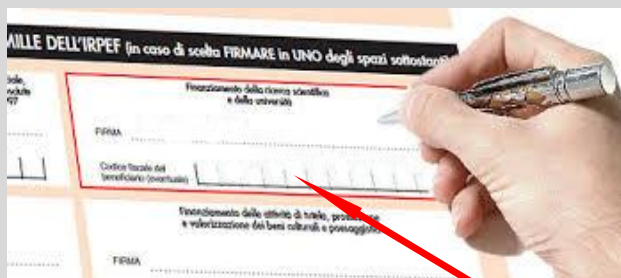 MILLE DELL'IRPEF (in caso di scelta FIRMARE in UNO degli spazi sottostanti)
Finanziamento della ricerca scientifica
e della università
97
FIRMA
Codice fiscale del
beneficiario (eventuale)
Finanziamento delle attività di tutela, promozione
e valorizzazione dei beni culturali e paesaggistici
FIRMA